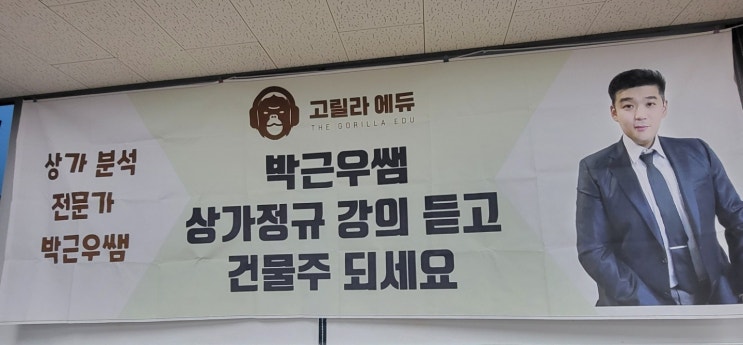 고릴라 에듀
THE GORILLA EDU
상가 분석
전문가
박근우쌤
박근우쌤
상가정규 강의 듣고
건물주 되세요